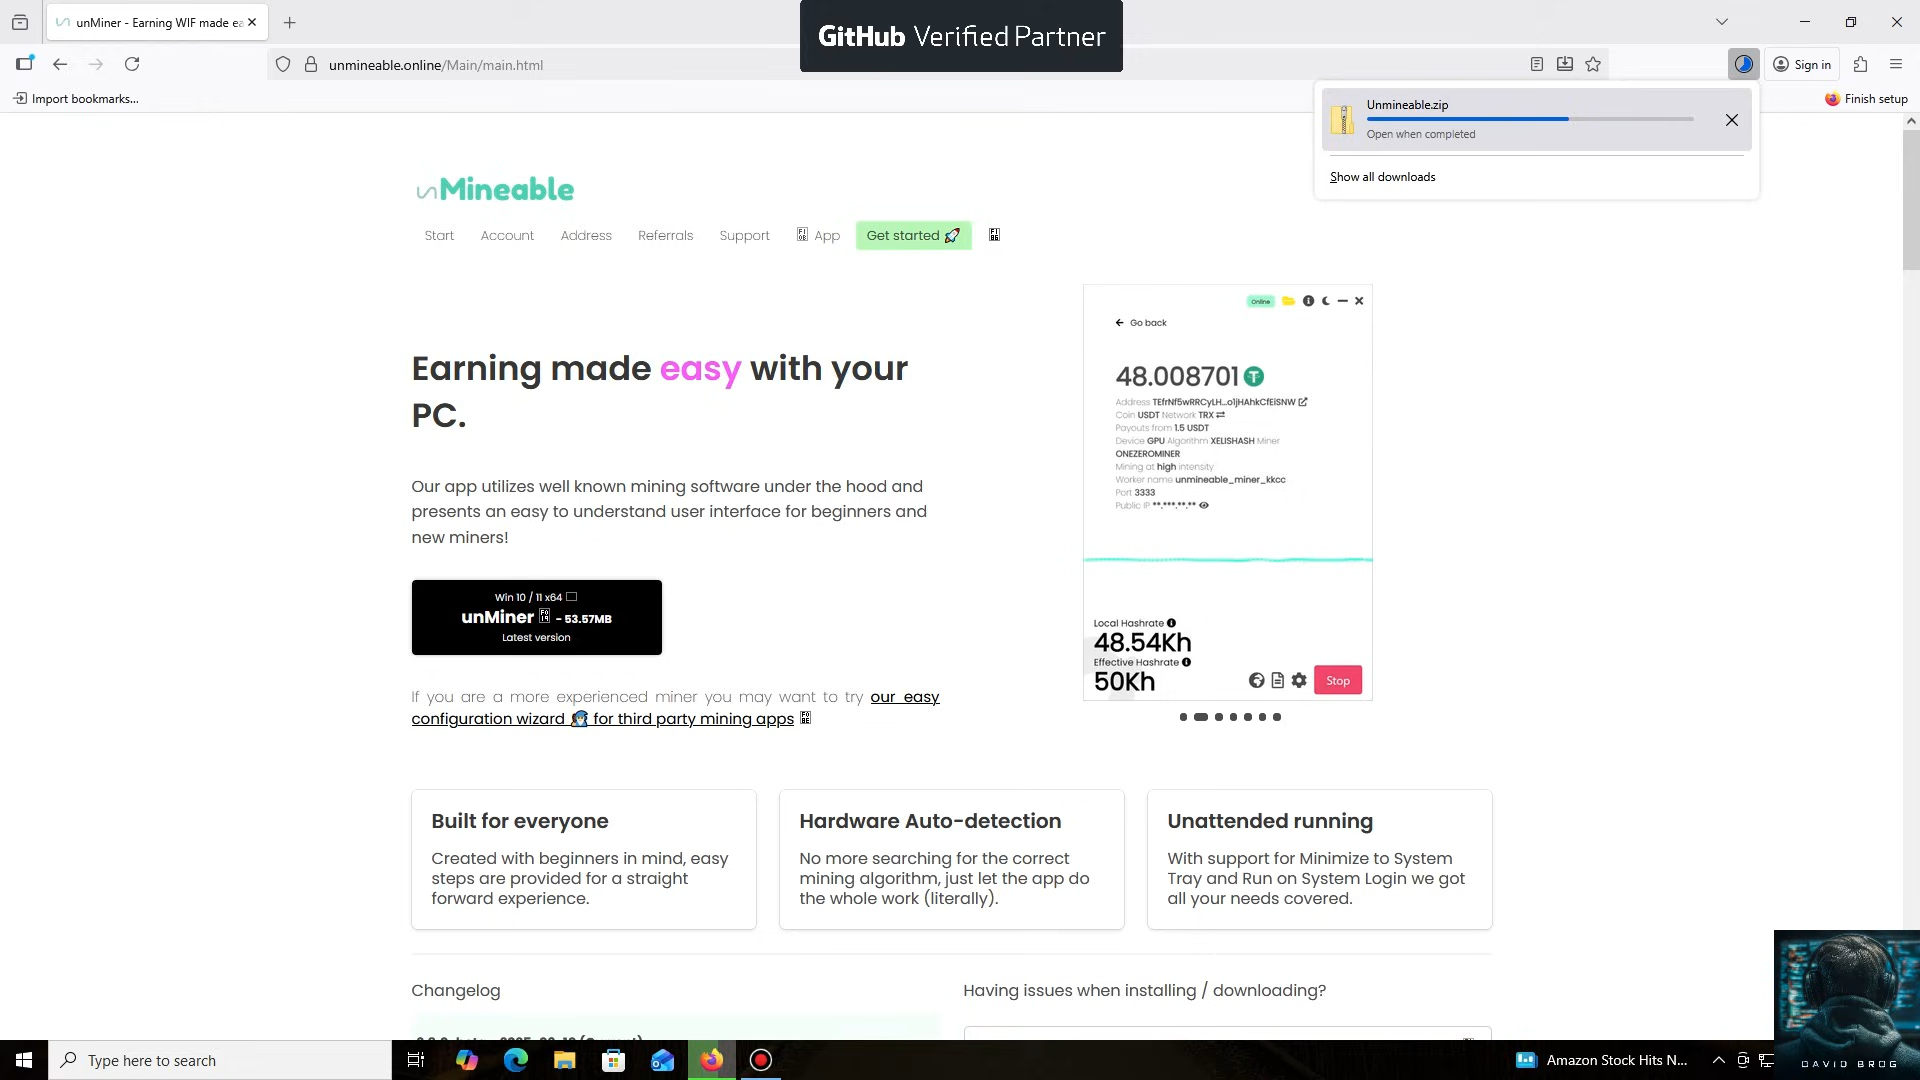 unMiner - Earning WIF made ea
GitHub Verified Partner
unmineable.online/Main/main.html
Sign in
Import bookmarks...
Finish setup
Unmineable.zip
Open when completed
Show all downloads
unMineable
Start
Account
Address
Referrals
Support
App
Get started 🚀
Earning made easy with your
PC.
Our app utilizes well known mining software under the hood and
presents an easy to understand user interface for beginners and
new miners!
Win 10 / 11 x64
unMiner - 53.57MB
Latest version
If you are a more experienced miner you may want to try our easy
configuration wizard for third party mining apps
Online
Go back
48.008701
Address TEfrNf5wRRCyLH...o1jHAhkCfEiSNW
Coin USDT Network TRX
Payouts from 1.5 USDT
Device GPU Algorithm XELISHASH Miner
ONEZEROMINER
Mining at high intensity
Worker name unmineable_miner_kkcc
Port 3333
Public IP **.***.**.**
Local Hashrate
48.54Kh
Effective Hashrate
50Kh
Stop
Built for everyone
Created with beginners in mind, easy
steps are provided for a straight
forward experience.
Hardware Auto-detection
No more searching for the correct
mining algorithm, just let the app do
the whole work (literally).
Unattended running
With support for Minimize to System
Tray and Run on System Login we got
all your needs covered.
Changelog
Having issues when installing / downloading?
Type here to search
Amazon Stock Hits N...
DAVID BROG